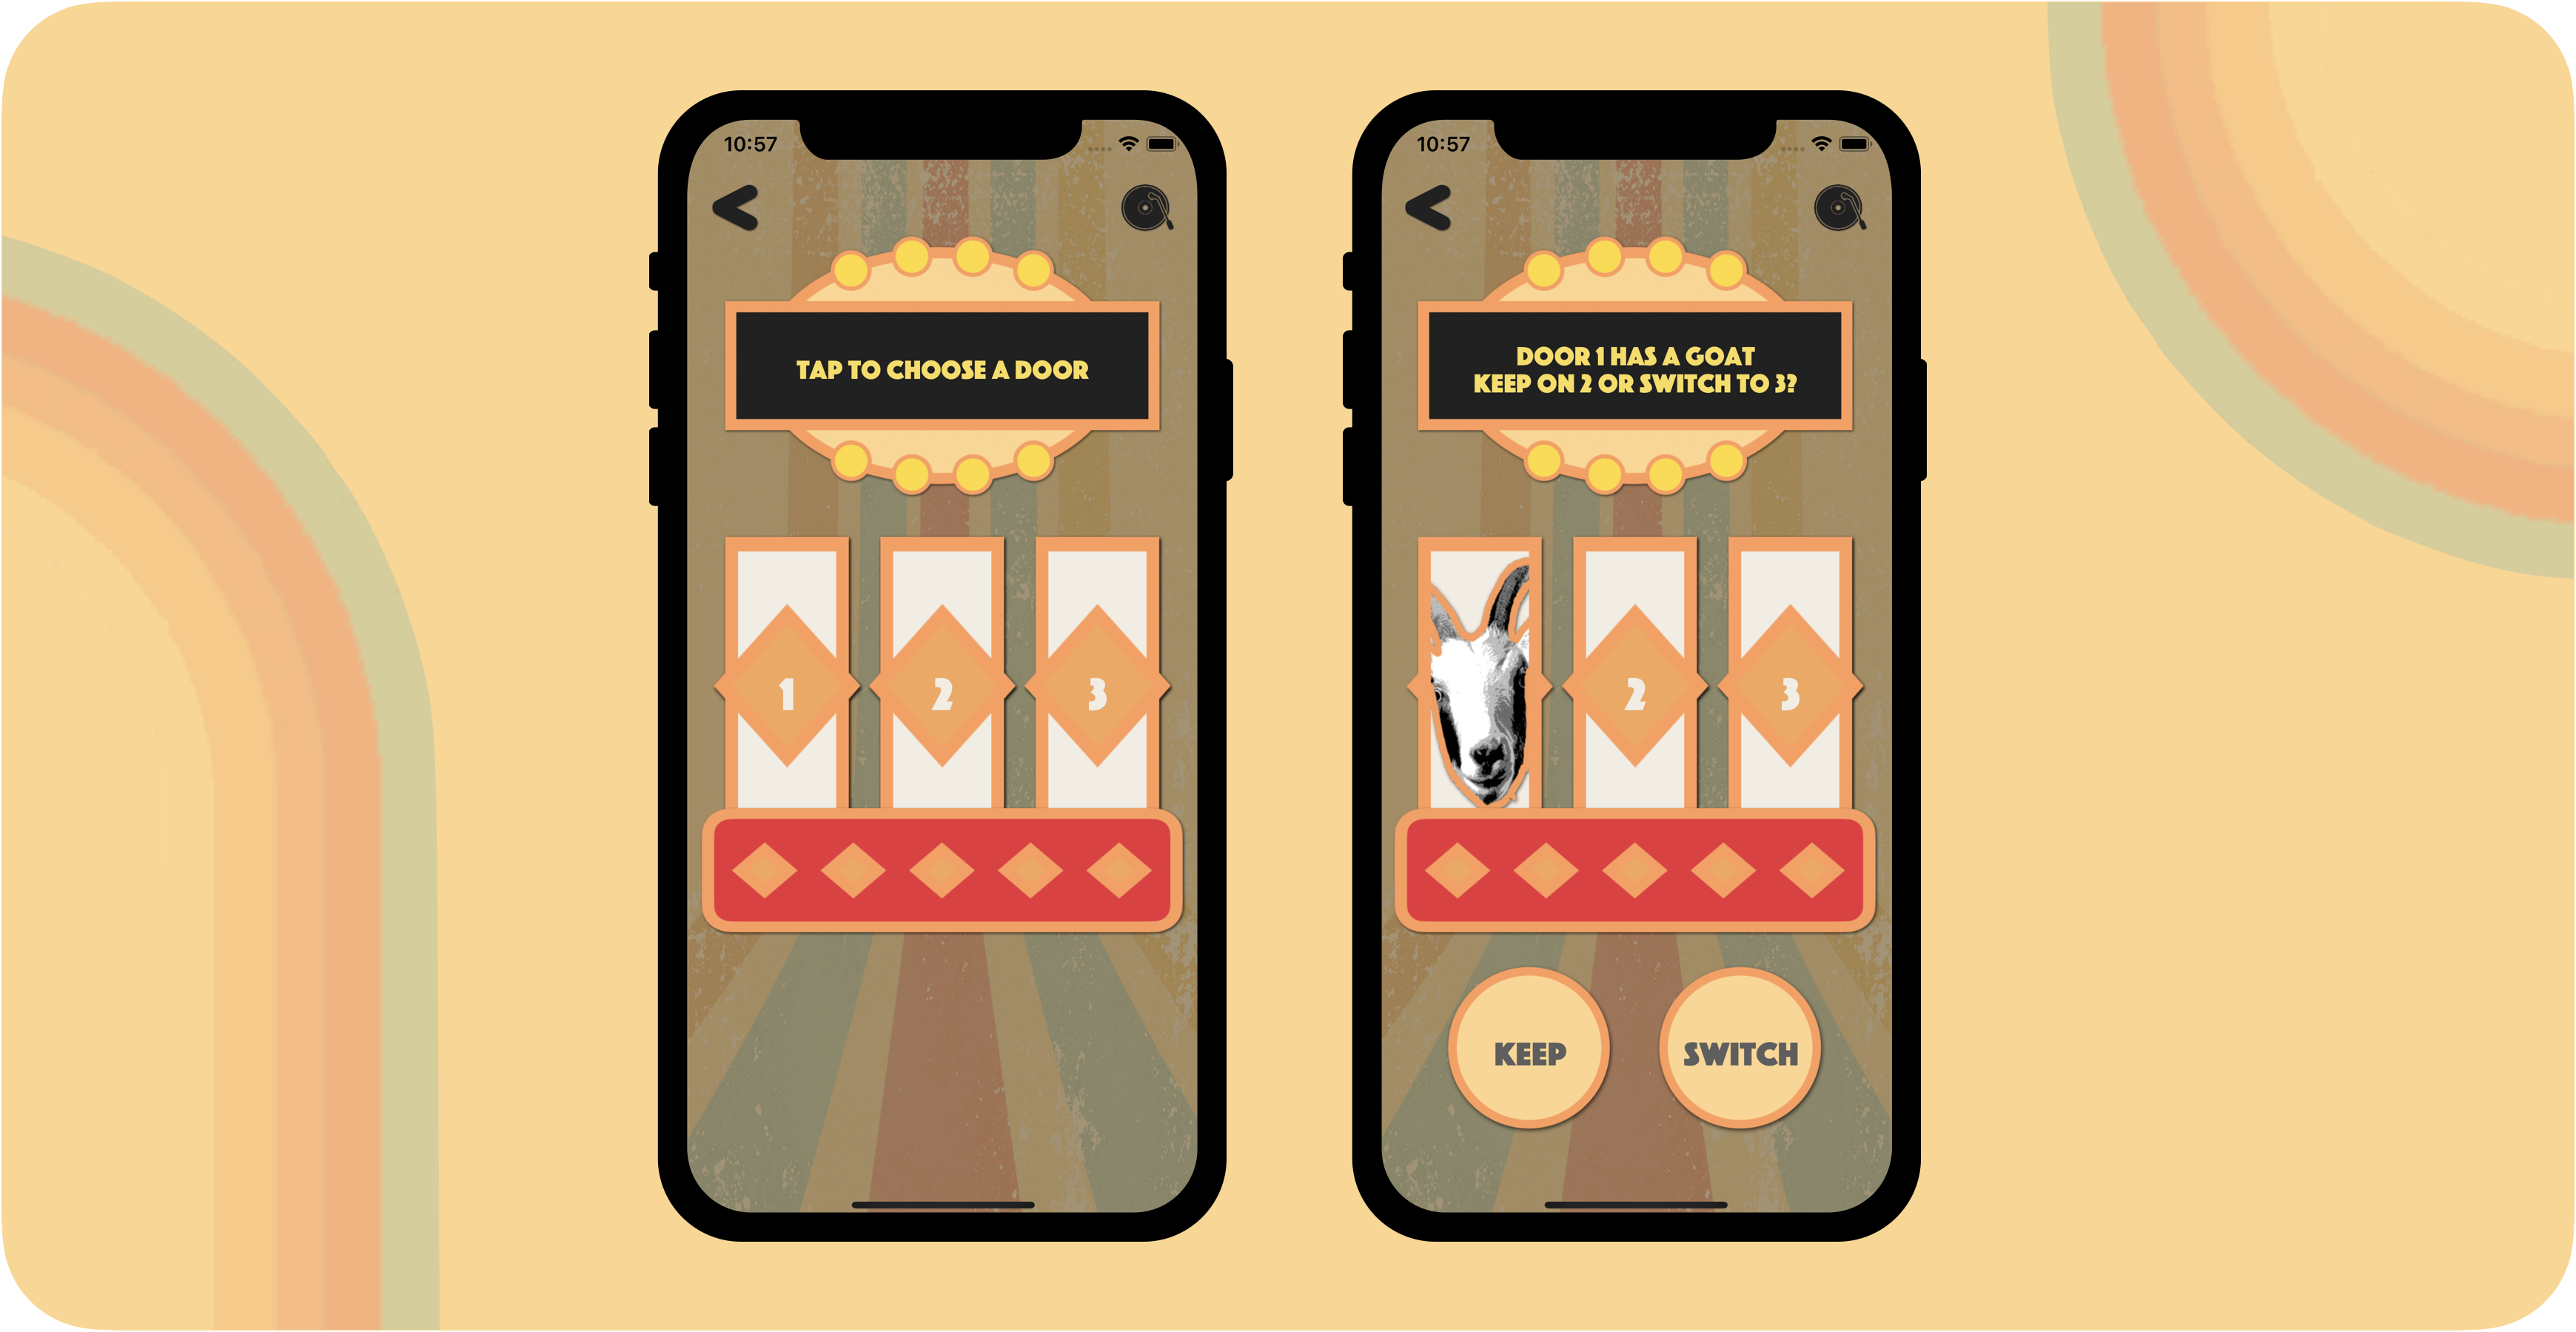 10:57
TAP TO CHOOSE A DOOR
1
2
3
10:57
DOOR 1 HAS A GOAT
KEEP ON 2 OR SWITCH TO 3?
2
3
KEEP
SWITCH